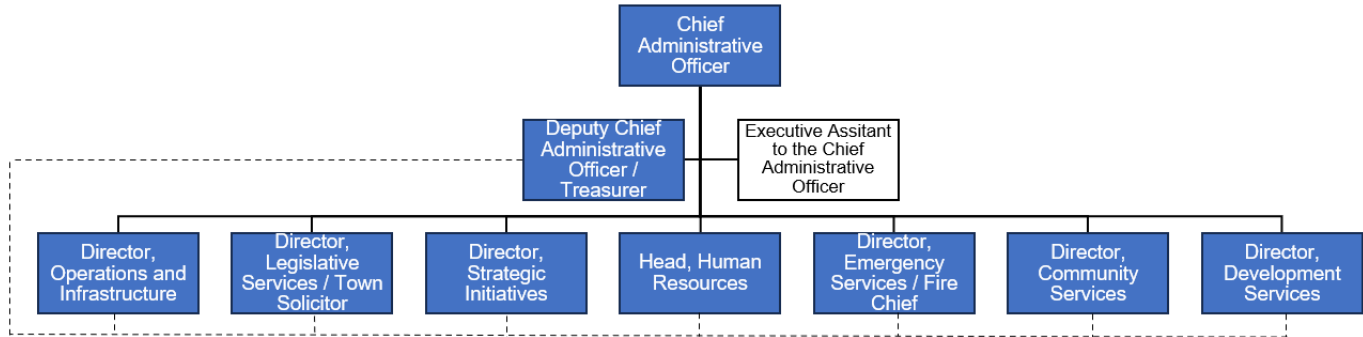 Chief
Administrative
Officer
Deputy Chief
Administrative
Officer /
Treasurer
Executive Assitant
to the Chief
Administrative
Officer
Director,
Operations and
Infrastructure
Director,
Legislative
Services / Town
Solicitor
Director,
Strategic
Initiatives
Head, Human
Resources
Director,
Emergency
Services / Fire
Chief
Director,
Community
Services
Director,
Development
Services